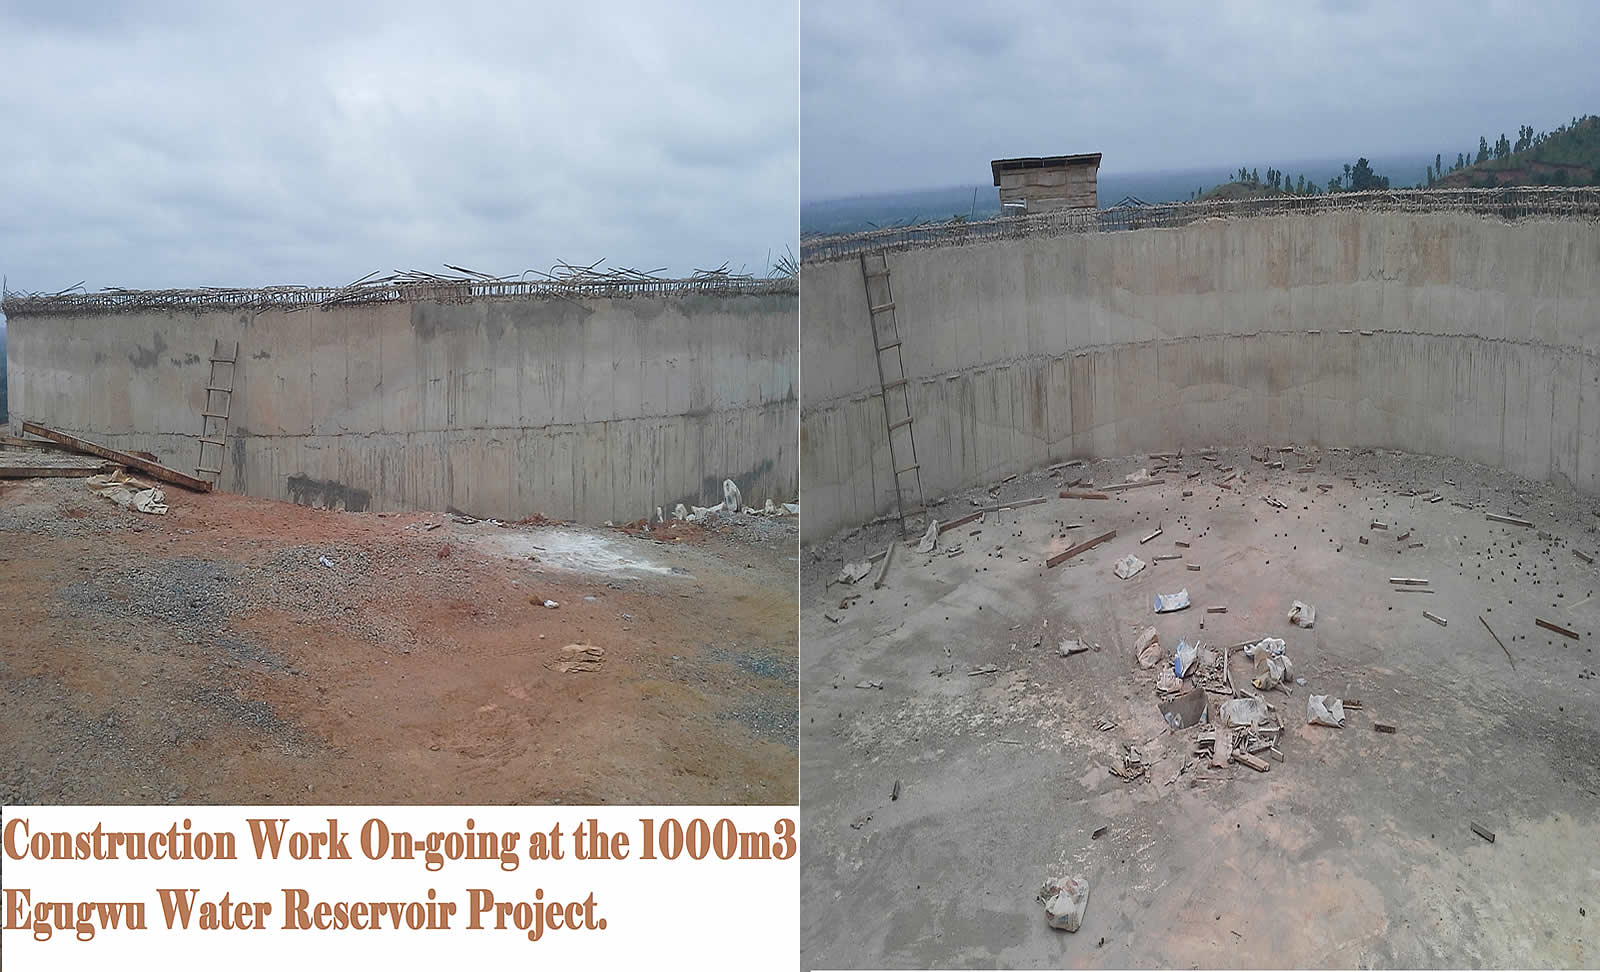 Construction Work On-going at the 1000m3
Egugwu Water Reservoir Project.